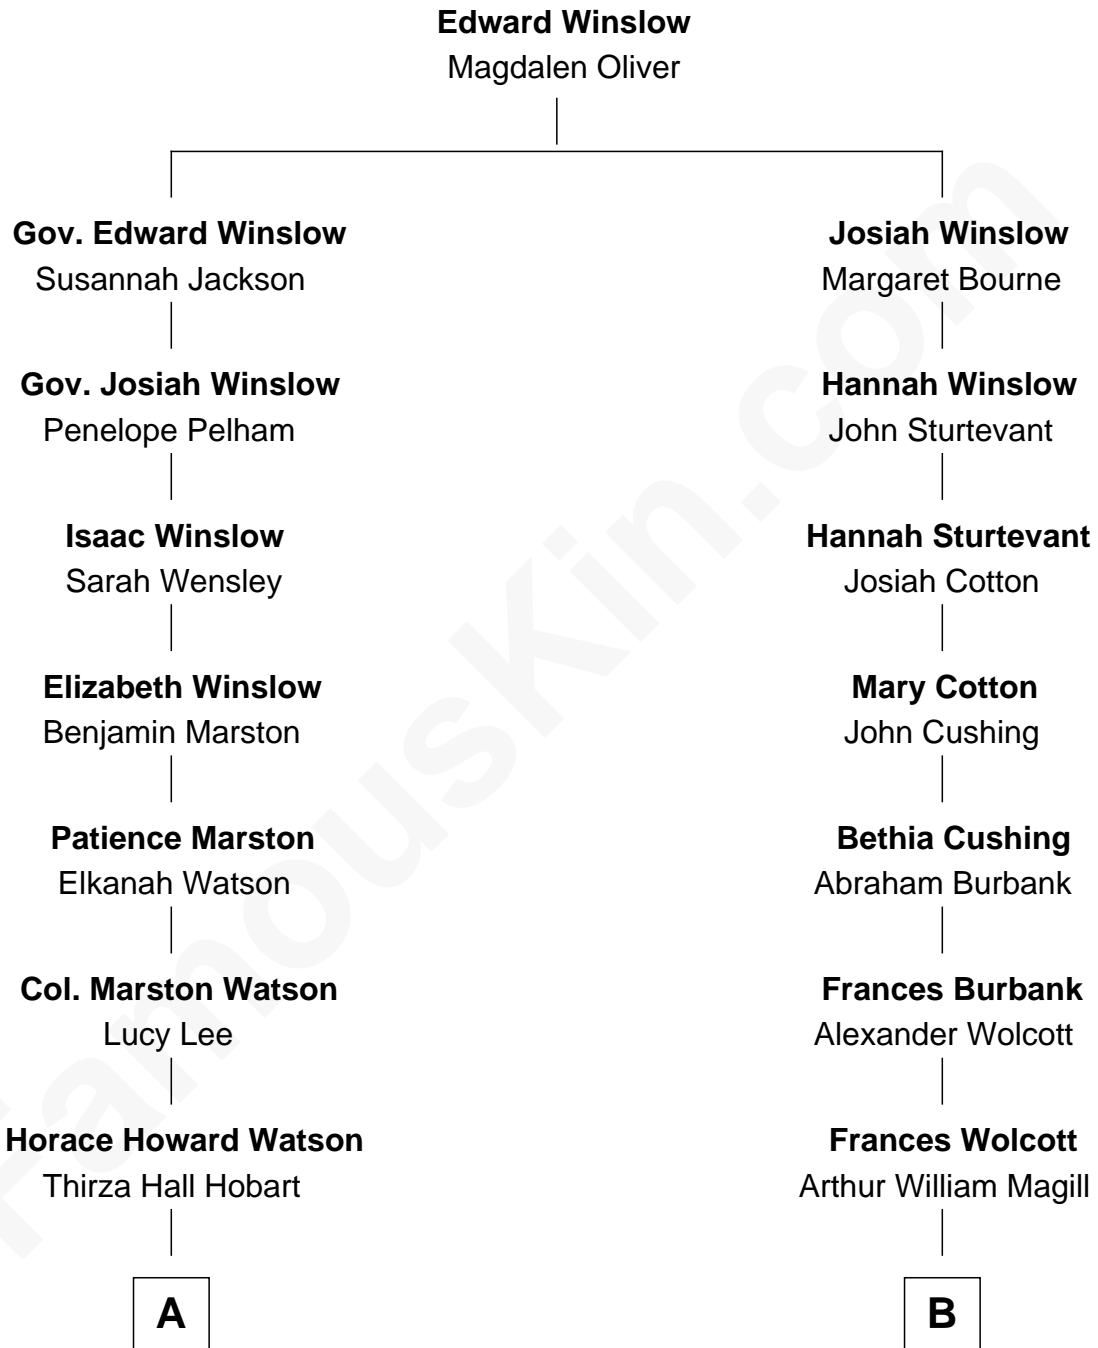 Edward Winslow
Magdalen Oliver
Gov. Edward Winslow
Susannah Jackson
Josiah Winslow
Margaret Bourne
Gov. Josiah Winslow
Penelope Pelham
Hannah Winslow
John Sturtevant
Isaac Winslow
Sarah Wensley
Hannah Sturtevant
Josiah Cotton
Elizabeth Winslow
Benjamin Marston
Mary Cotton
John Cushing
Patience Marston
Elkanah Watson
Bethia Cushing
Abraham Burbank
Col. Marston Watson
Lucy Lee
Frances Burbank
Alexander Wolcott
Horace Howard Watson
Thirza Hall Hobart
Frances Wolcott
Arthur William Magill
A
B
FamousKin.com